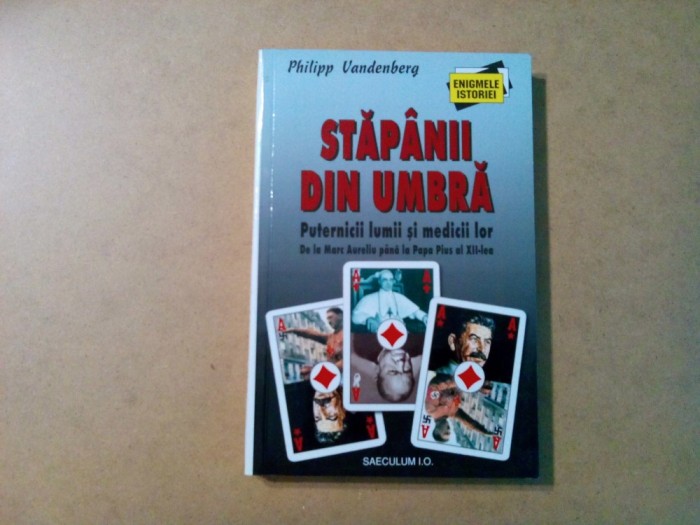 Philipp Vandenberg
ENIGMELE
ISTORIEI
STĂPÂNII
DIN UMBRĂ
Puternicii lumii și medicii lor
De la Marc Aureliu până la Papa Pius al XII-lea
A A
A A A
A A
A A
SAECULUM I.O.